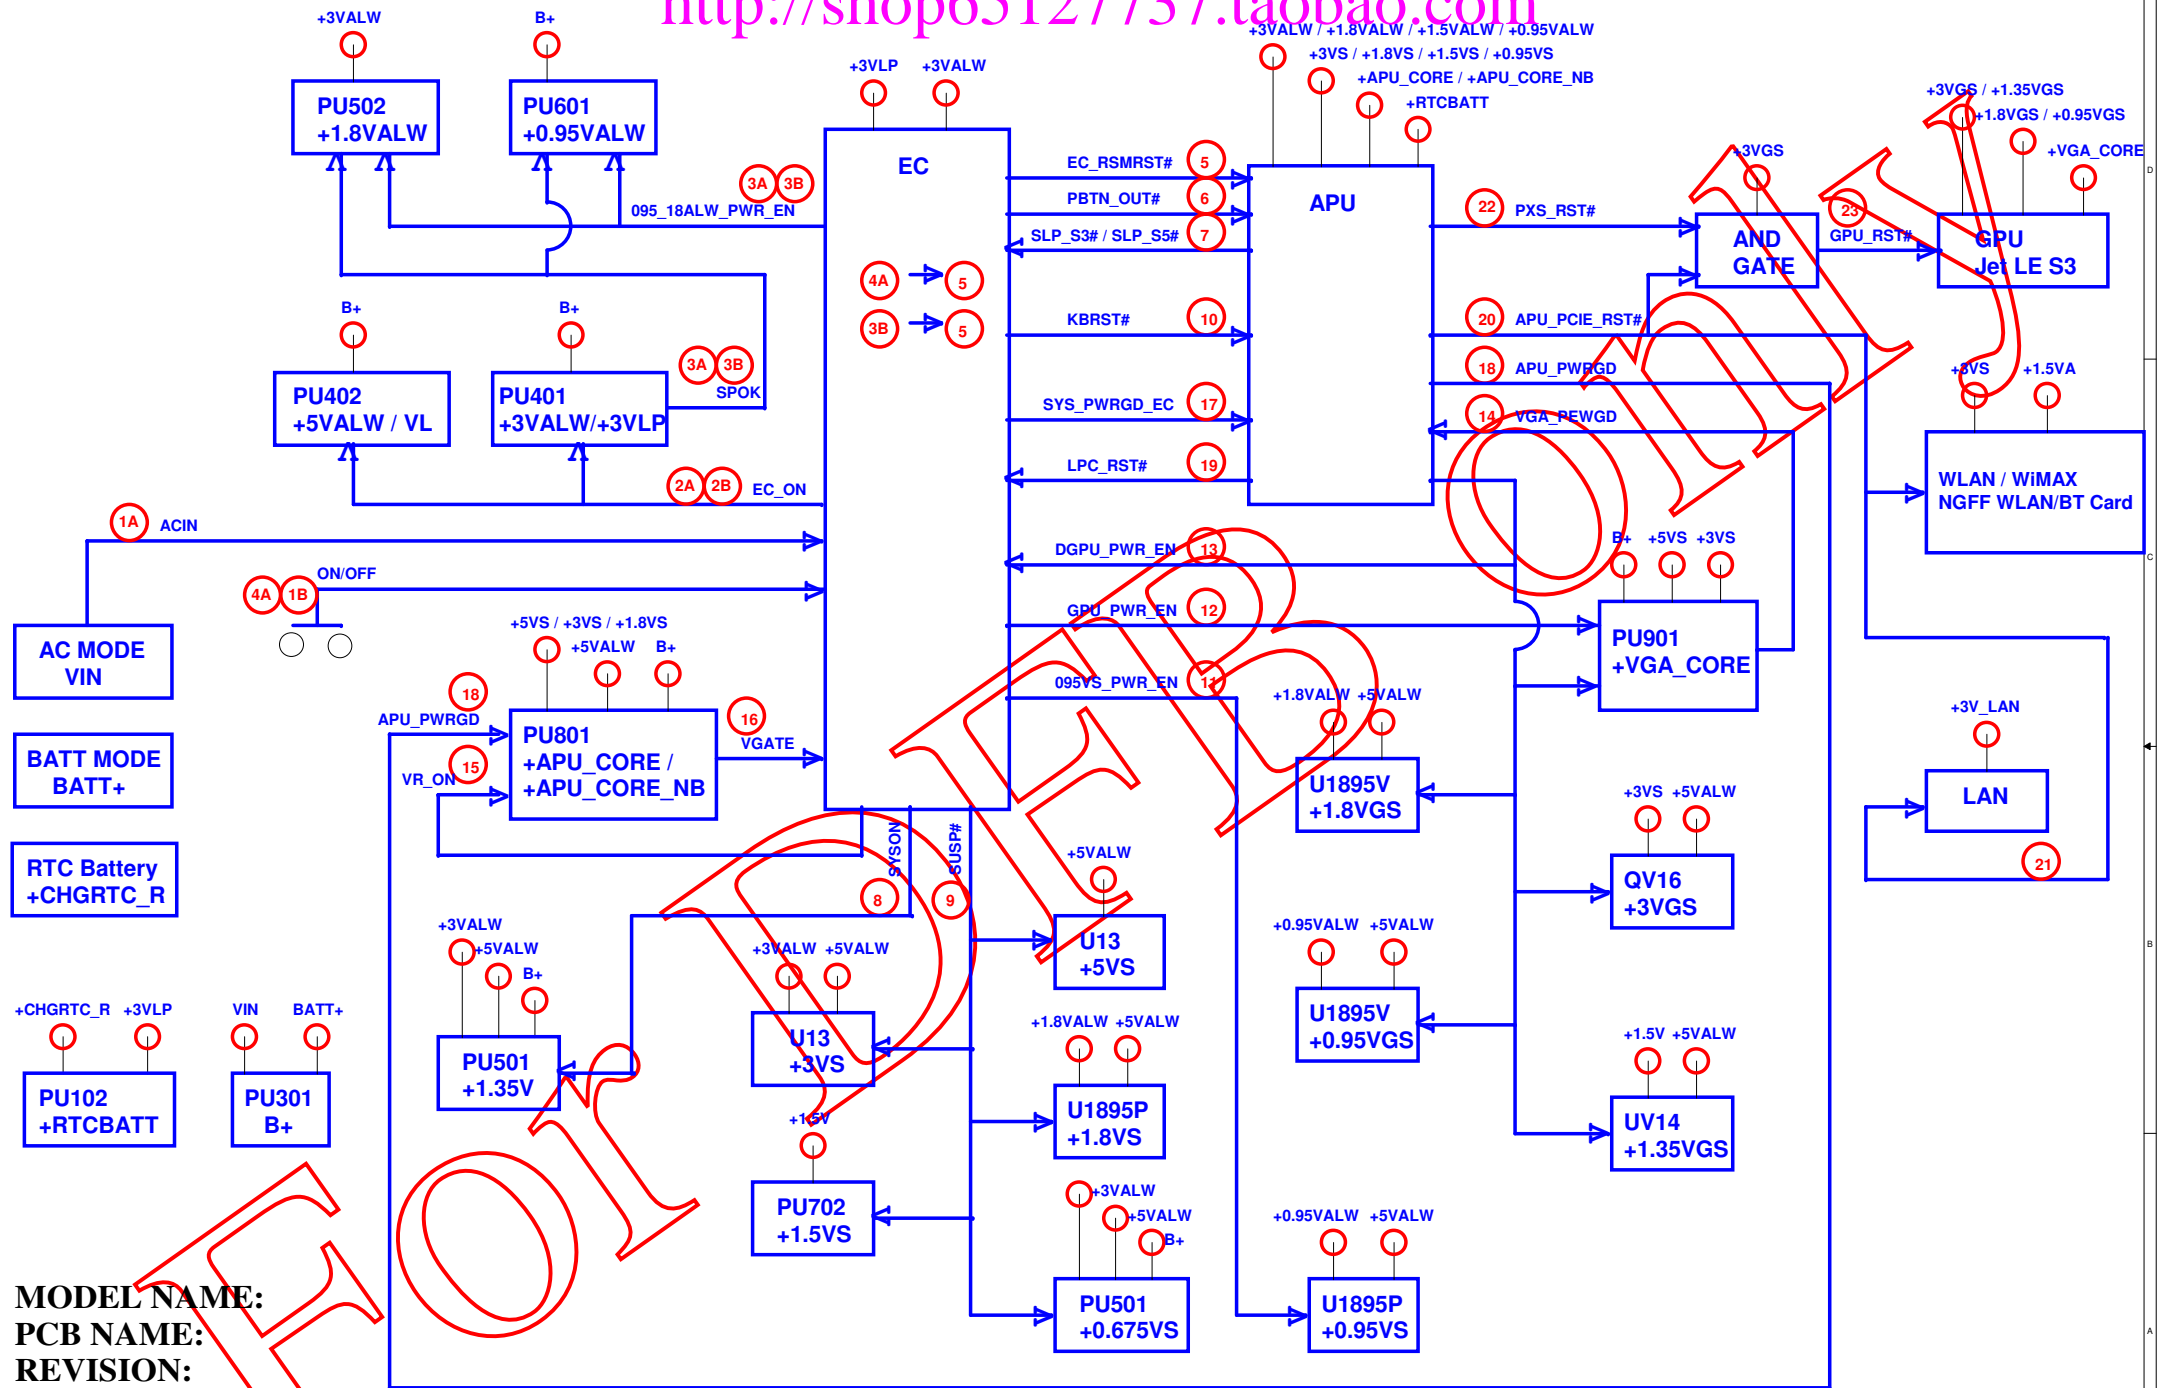 http://shop65127737.taobao.com
+3VALW
B+
PU502
+1.8VALW
PU601
+0.95VALW
3A 3B
095_18ALW_PWR_EN
B+
B+
PU402
+5VALW / VL
PU401
+3VALW/+3VLP
3A 3B
SPOK
2A 2B EC_ON
1A ACIN
ON/OFF
4A 1B
AC MODE
VIN
BATT MODE
BATT+
RTC Battery
+CHGRTC_R
+CHGRTC_R +3VLP
PU102
+RTCBATT
VIN BATT+
PU301
B+
+3VLP +3VALW
EC
4A 5
3B 5
EC_RSMRST# 5
PBTN_OUT# 6
SLP_S3# / SLP_S5# 7
KBRST# 10
SYS_PWRGD_EC 17
LPC_RST# 19
DGPU_PWR_EN 13
GPU_PWR_EN 12
095VS_PWR_EN 11
+3VALW / +1.8VALW / +1.5VALW / +0.95VALW
+3VS / +1.8VS / +1.5VS / +0.95VS
+APU_CORE / +APU_CORE_NB
+RTCBATT
APU
22 PXS_RST#
20 APU_PCIE_RST#
18 APU_PWRGD
14 VGA_PEWGD
+3VGS
AND
GATE
23
GPU_RST#
+3VGS / +1.35VGS
+1.8VGS / +0.95VGS
+VGA_CORE
GPU
Jet LE S3
+3VS +1.5VA
WLAN / WiMAX
NGFF WLAN/BT Card
B+ +5VS +3VS
PU901
+VGA_CORE
+3V_LAN
LAN
21
+5VS / +3VS / +1.8VS
+5VALW B+
18
APU_PWRGD
15
VR_ON
PU801
+APU_CORE /
+APU_CORE_NB
16
VGATE
SYSON
SUSP#
8
9
+3VALW
+5VALW
B+
PU501
+1.35V
+3VALW +5VALW
U13
+3VS
+1.5V
PU702
+1.5VS
+5VALW
U13
+5VS
+1.8VALW +5VALW
U1895P
+1.8VS
+3VALW
+5VALW
B+
PU501
+0.675VS
+1.8VALW +5VALW
U1895V
+1.8VGS
+0.95VALW +5VALW
U1895V
+0.95VGS
+0.95VALW +5VALW
U1895P
+0.95VS
+3VS +5VALW
QV16
+3VGS
+1.5V +5VALW
UV14
+1.35VGS
D
C
B
A
MODEL NAME:
PCB NAME:
REVISION: